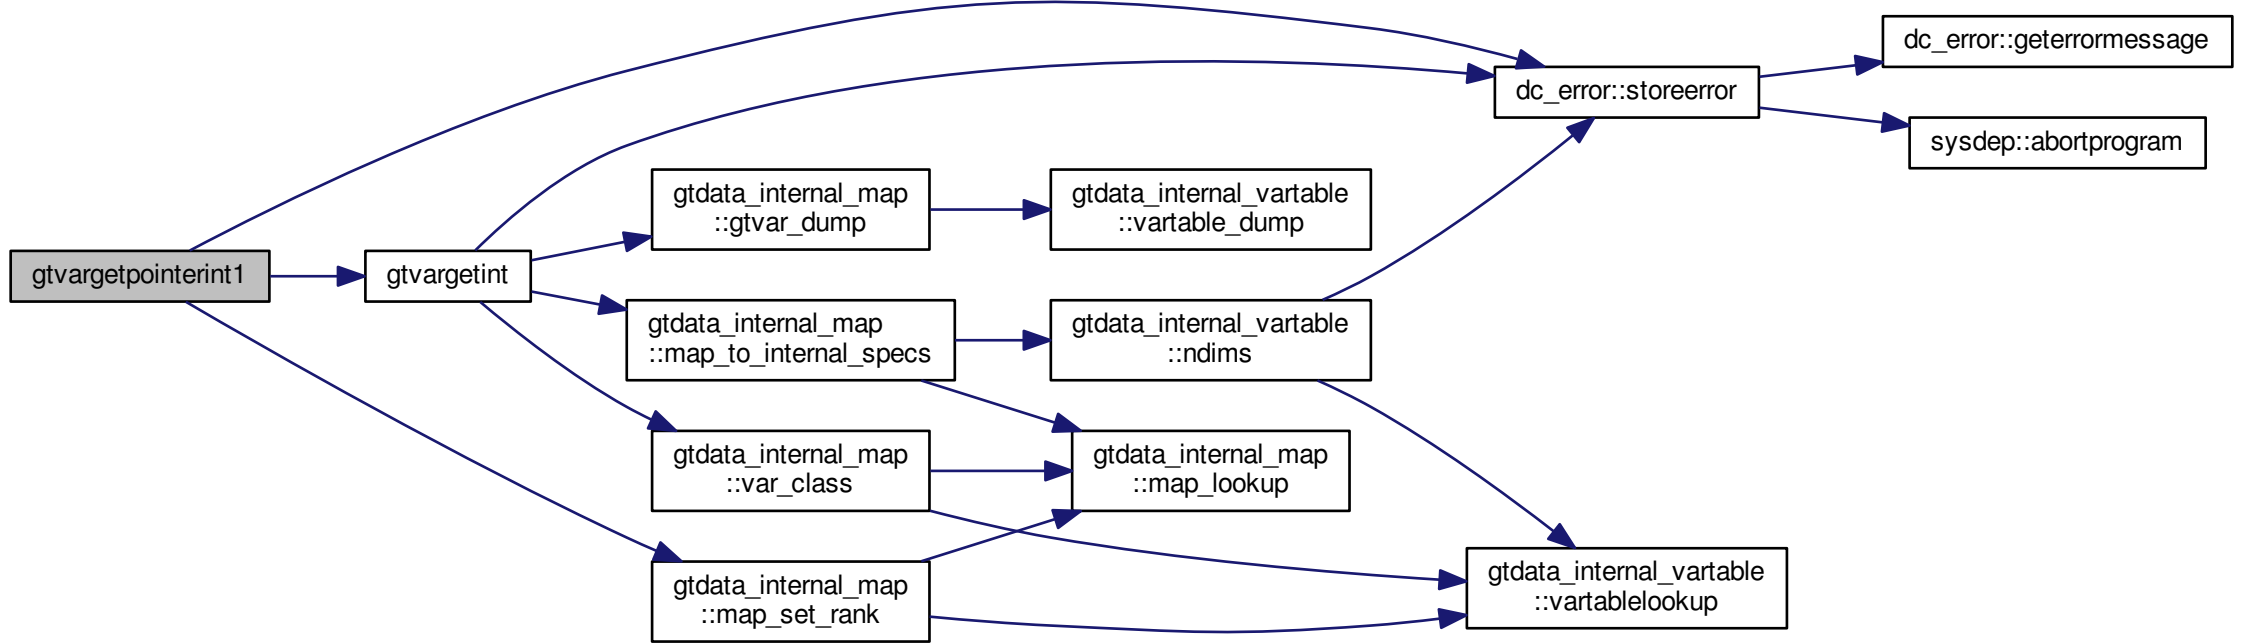 gtvargetpointerint1
gtvargetint
gtdata_internal_map
::gtvar_dump
gtdata_internal_map
::map_to_internal_specs
gtdata_internal_map
::var_class
gtdata_internal_map
::map_set_rank
gtdata_internal_vartable
::vartable_dump
gtdata_internal_vartable
::ndims
gtdata_internal_map
::map_lookup
dc_error::storeerror
gtdata_internal_vartable
::vartablelookup
dc_error::geterrormessage
sysdep::abortprogram